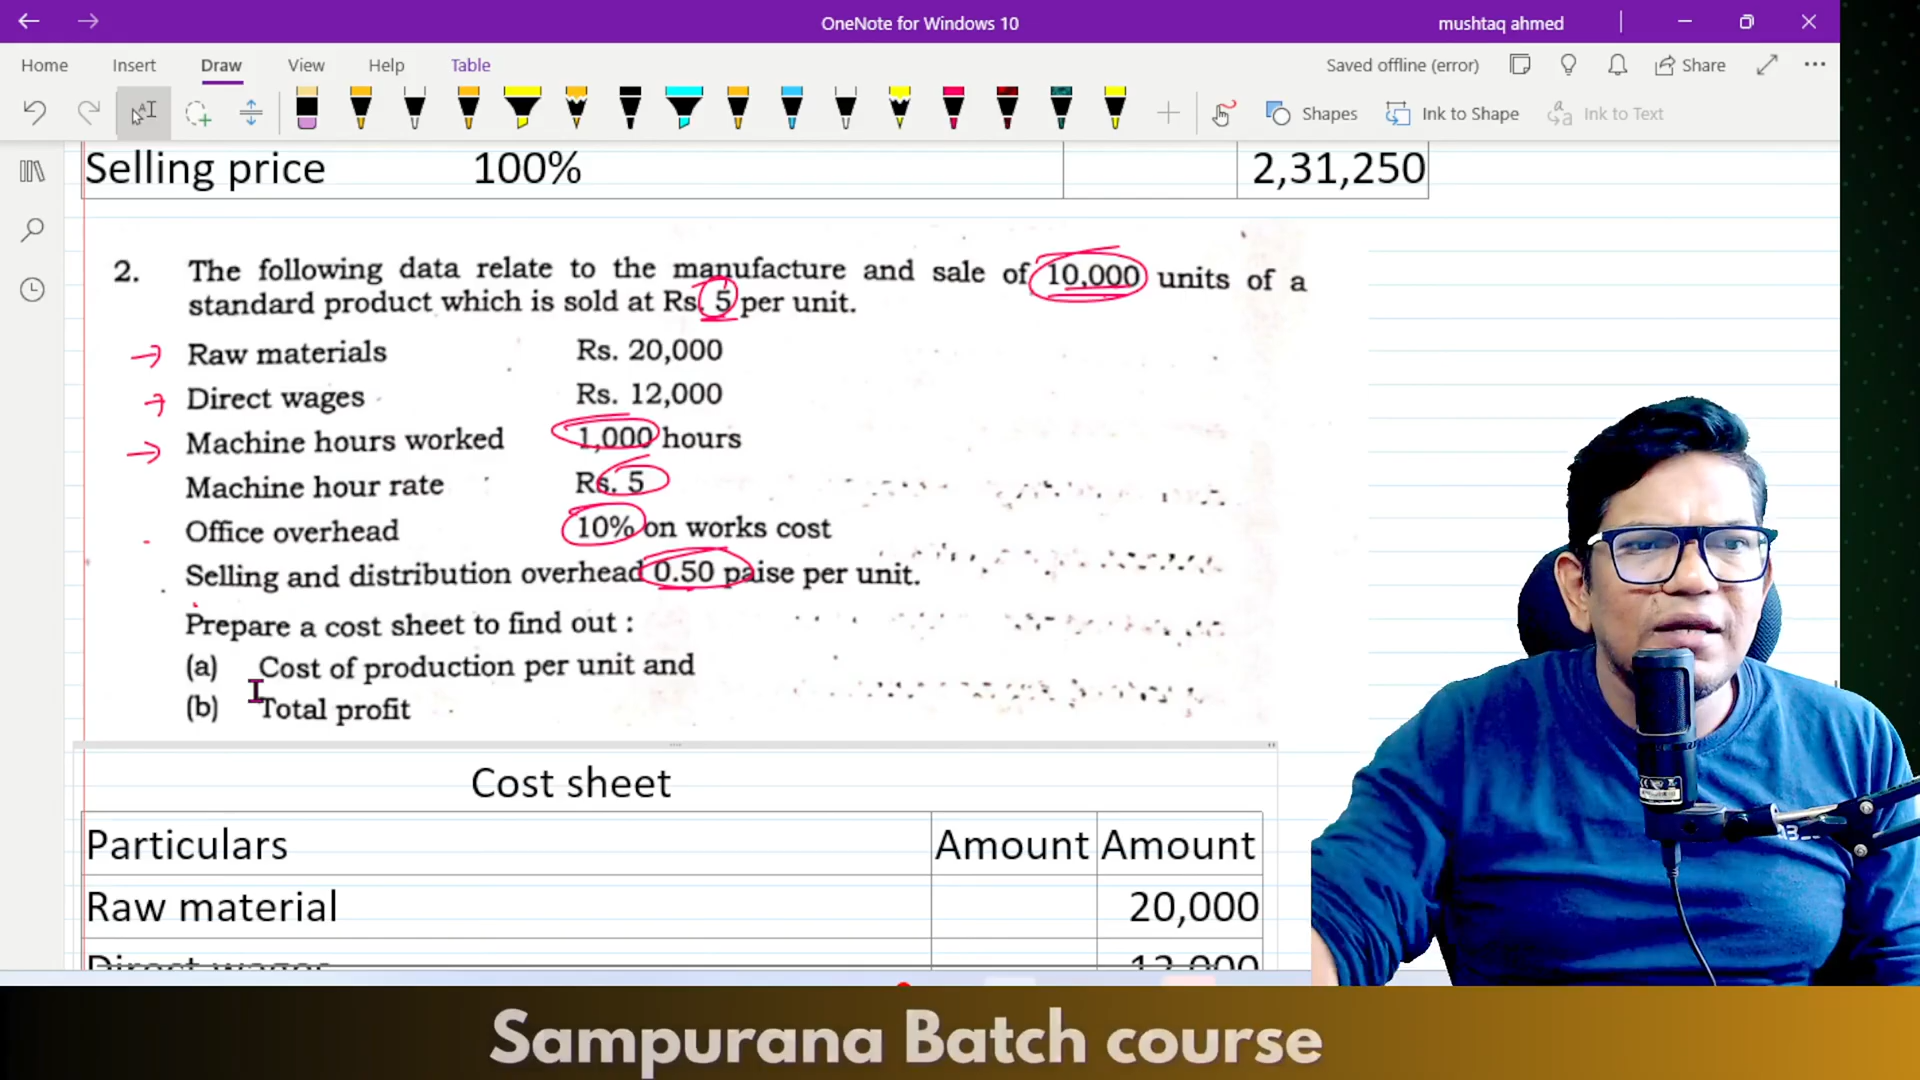 OneNote for Windows 10
mushtaq ahmed
Home Insert Draw View Help Table
Saved offline (error) Share
Shapes Ink to Shape Ink to Text
Selling price 100% 2,31,250
2. The following data relate to the manufacture and sale of 10,000 units of a
standard product which is sold at Rs. 5 per unit.
Raw materials Rs. 20,000
Direct wages Rs. 12,000
Machine hours worked 1,000 hours
Machine hour rate Rs. 5
Office overhead 10% on works cost
Selling and distribution overhead 0.50 paise per unit.
Prepare a cost sheet to find out :
(a) Cost of production per unit and
(b) Total profit
Cost sheet
Particulars Amount Amount
Raw material 20,000
Direct wages 12,000
Sampurana Batch course